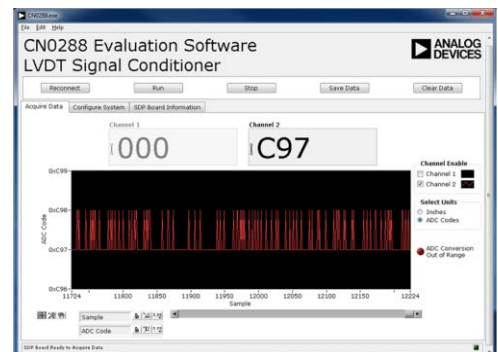 CN0288.exe
File Edit Help
CN0288 Evaluation Software
LVDT Signal Conditioner
ANALOG
DEVICES
Reconnect Run Stop Save Data Clear Data
Acquire Data Configure System SDP Board Information
Channel 1 Channel 2
000 C97
Channel Enable
Channel 1
Channel 2
Select Units
Inches
ADC Codes
ADC Conversion
Out of Range
0xC99
0xC98
0xC97
0xC96
ADC Code
11724 11800 11850 11900 11950 12000 12050 12100 12150 12224
Sample
Sample
ADC Code
SDP Board Ready to Acquire Data